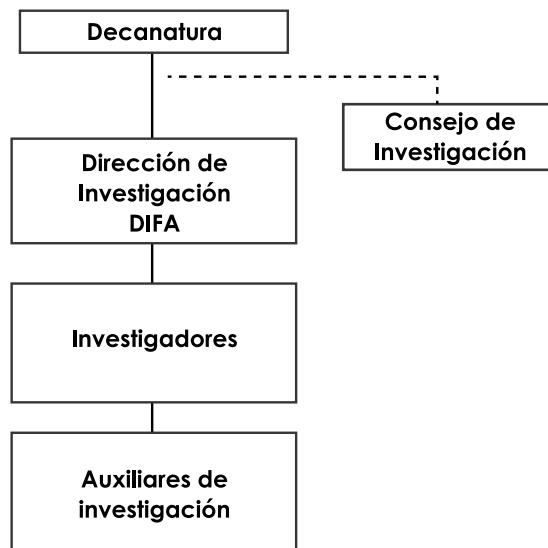 Decanatura
Consejo de
Investigación
Dirección de
Investigación
DIFA
Investigadores
Auxiliares de
investigación